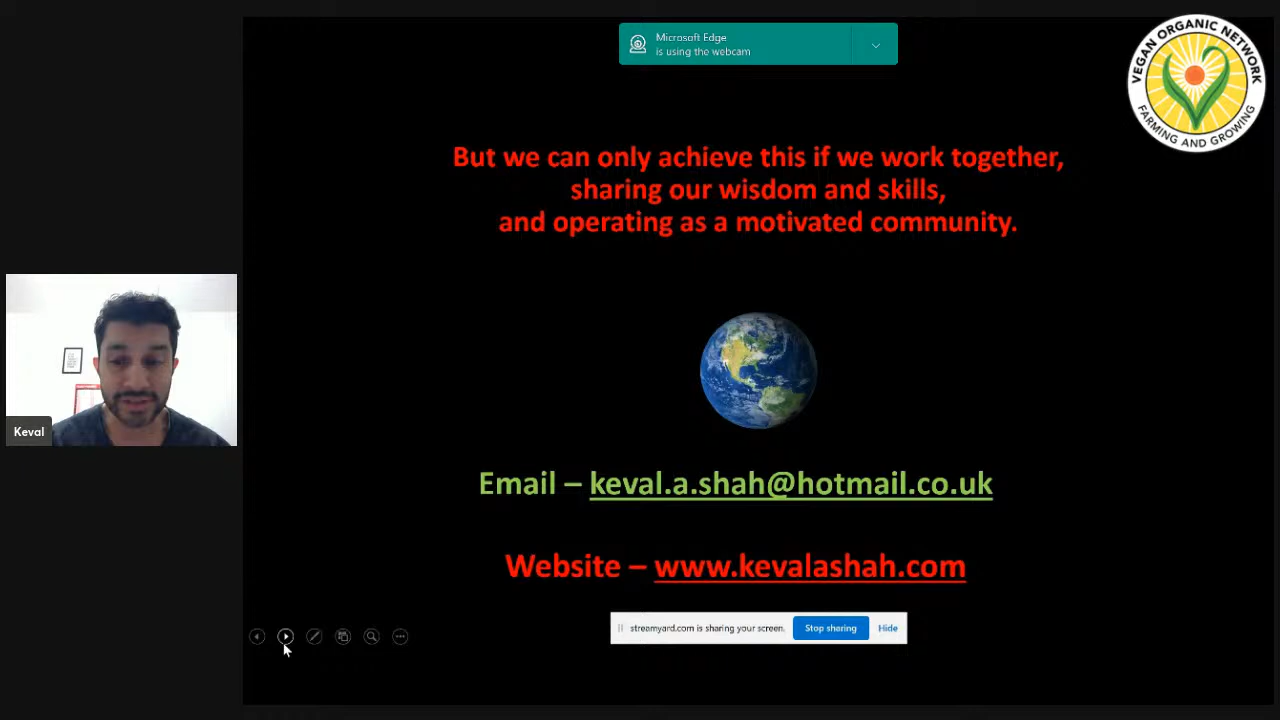 Microsoft Edge
is using the webcam
VEGAN ORGANIC NETWORK
FARMING AND GROWING
But we can only achieve this if we work together,
sharing our wisdom and skills,
and operating as a motivated community.
Keval
Email – keval.a.shah@hotmail.co.uk
Website – www.kevalashah.com
streamyard.com is sharing your screen. Stop sharing Hide